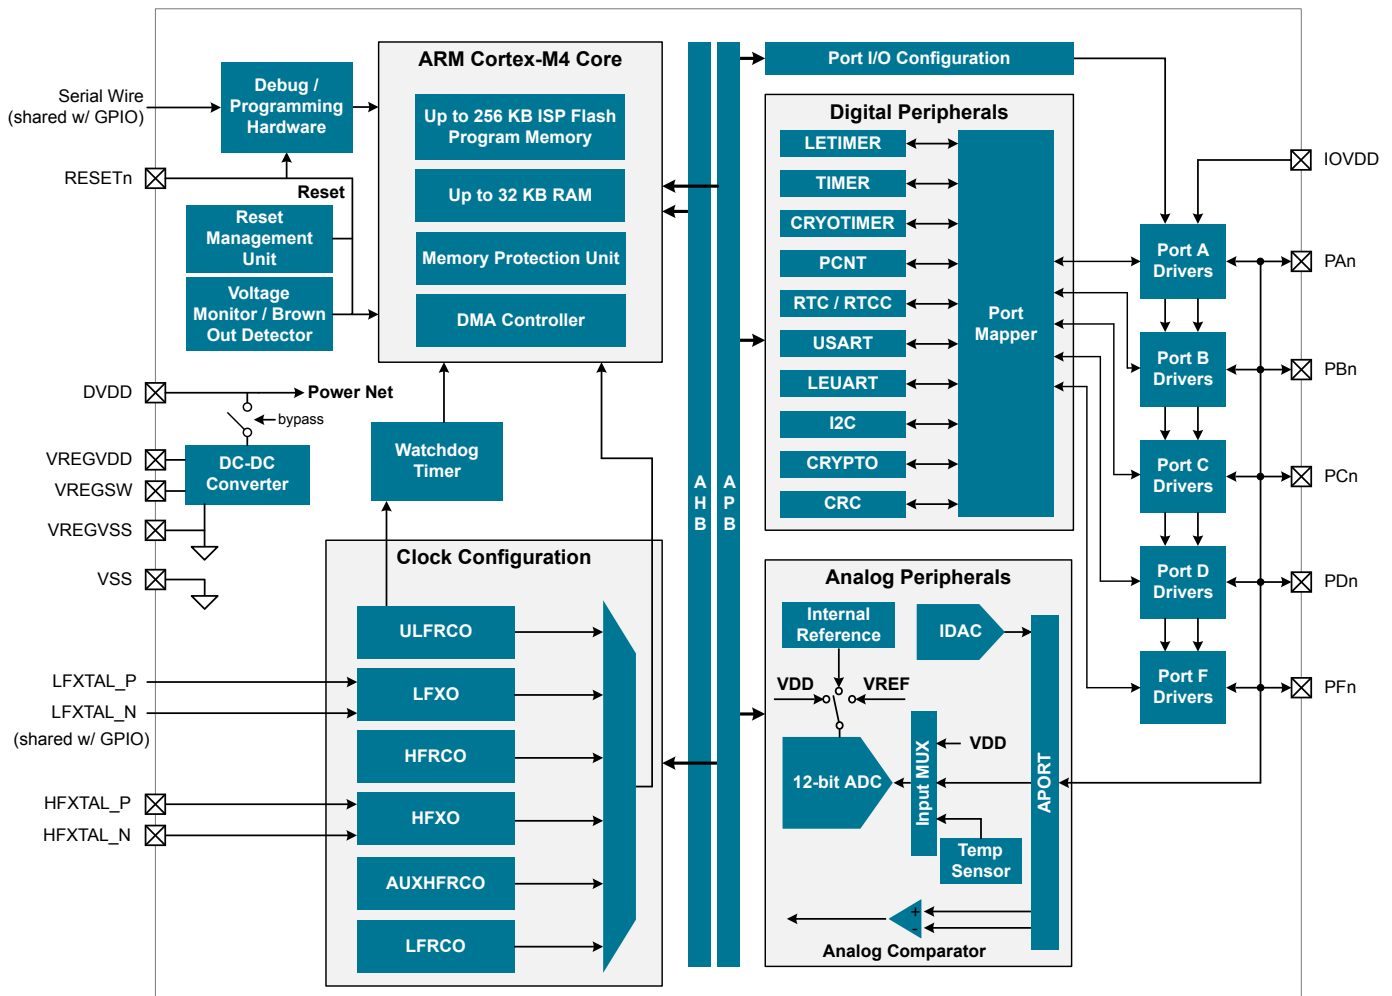 ARM Cortex-M4 Core
Port I/O Configuration
Debug /
Programming
Hardware
Serial Wire
(shared w/ GPIO)
Up to 256 KB ISP Flash
Program Memory
Digital Peripherals
LETIMER
IOVDD
RESETn
Reset
Up to 32 KB RAM
TIMER
Reset
Management
Unit
CRYOTIMER
Memory Protection Unit
PCNT
Port A
Drivers
PAn
Voltage
Monitor / Brown
Out Detector
DMA Controller
RTC / RTCC
Port
Mapper
USART
Port B
Drivers
PBn
DVDD
Power Net
bypass
LEUART
I2C
VREGVDD
VREGSW
DC-DC
Converter
Watchdog
Timer
CRYPTO
Port C
Drivers
PCn
A
H
B
A
P
B
CRC
VREGVSS
Clock Configuration
VSS
Analog Peripherals
Port D
Drivers
PDn
ULFRCO
Internal
Reference
IDAC
LFXTAL_P
LFXTAL_N
(shared w/ GPIO)
LFXO
VDD
VREF
Port F
Drivers
PFn
HFRCO
12-bit ADC
Input MUX
VDD
APORT
HFXTAL_P
HFXTAL_N
HFXO
Temp
Sensor
AUXHFRCO
+
-
LFRCO
Analog Comparator